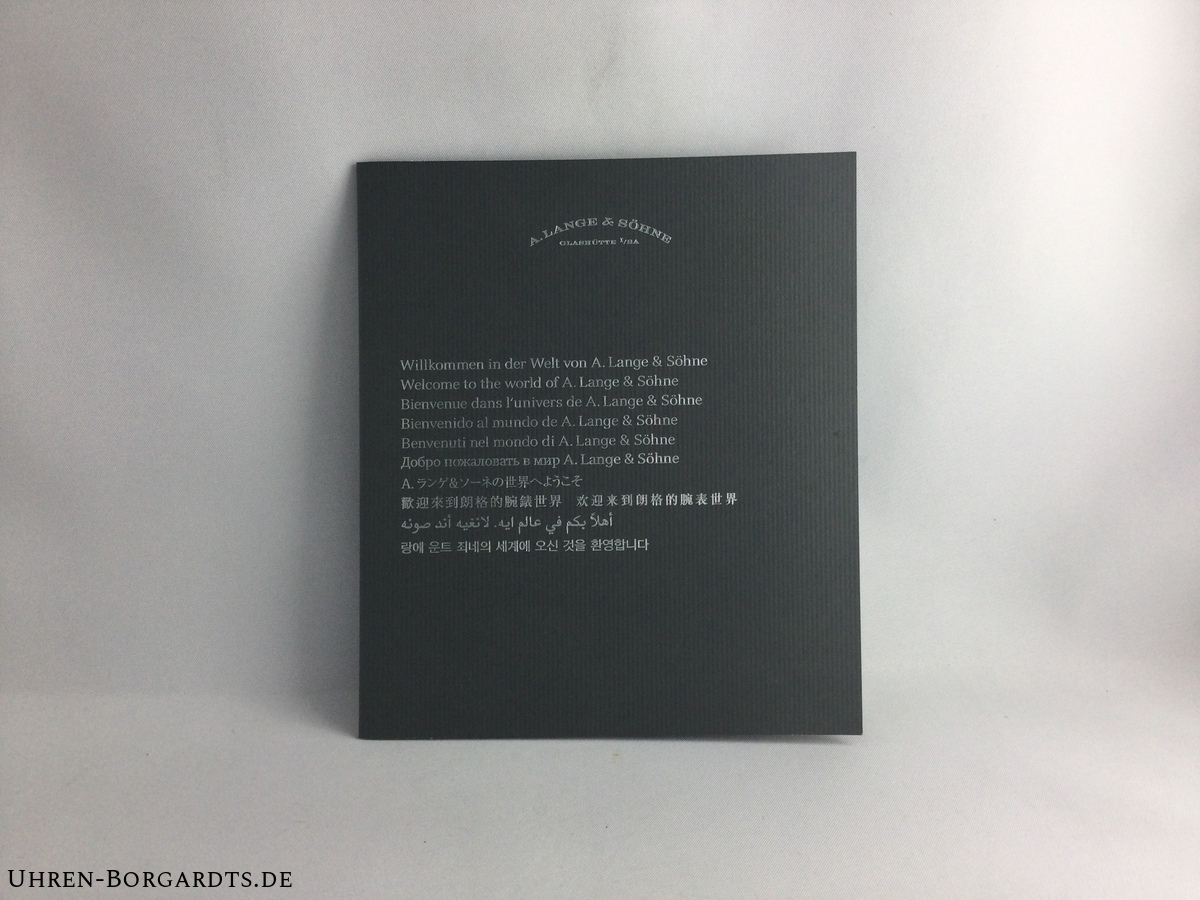 A. LANGE & SÖHNE
GLASHÜTTE I/SA
Willkommen in der Welt von A. Lange & Söhne
Welcome to the world of A. Lange & Söhne
Bienvenue dans l'univers de A. Lange & Söhne
Bienvenido al mundo de A. Lange & Söhne
Benvenuti nel mondo di A. Lange & Söhne
Добро пожаловать в мир A. Lange & Söhne
A. ランゲ&ソーネの世界へようこそ
歡迎來到朗格的腕錶世界 欢迎来到朗格的腕表世界
أهلاً بكم في عالم ايه. لانغيه أند صونه
랑에 운트 죄네의 세계에 오신 것을 환영합니다
UHREN-BORGARDTS.DE